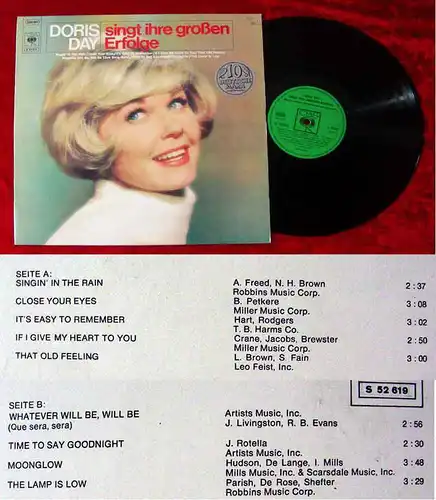 DORIS DAY
singt ihre großen Erfolge
SEITE A:
SINGIN' IN THE RAIN A. Freed, N. H. Brown 2:37
Robbins Music Corp.
CLOSE YOUR EYES B. Petkere 3:08
Miller Music Corp.
IT'S EASY TO REMEMBER Hart, Rodgers 3:02
T. B. Harms Co.
IF I GIVE MY HEART TO YOU Crane, Jacobs, Brewster 2:50
Miller Music Corp.
THAT OLD FEELING L. Brown, S. Fain 3:00
Leo Feist, Inc.
S 52 619
SEITE B:
WHATEVER WILL BE, WILL BE Artists Music, Inc.
(Que sera, sera) J. Livingston, R. B. Evans 2:56
TIME TO SAY GOODNIGHT J. Rotella 2:30
Artists Music, Inc.
MOONGLOW Hudson, De Lange, I. Mills 3:48
Mills Music, Inc. & Scarsdale Music, Inc.
THE LAMP IS LOW Parish, De Rose, Shefter 3:29
Robbins Music Corp.